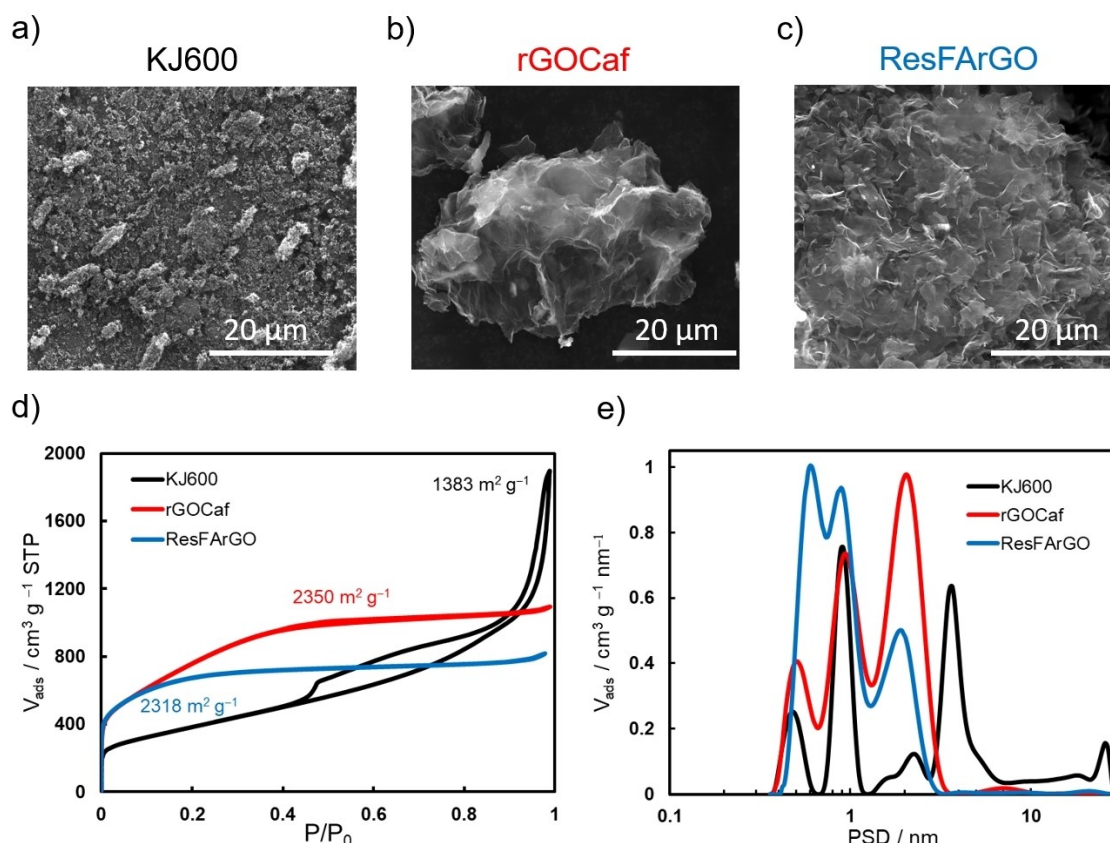 a)
KJ600
20 µm
b)
rGOCaf
20 µm
c)
ResFArGO
20 µm
d)
V_ads / cm³ g⁻¹ STP
2000
1600
1200
800
400
0
0
0.2
0.4
0.6
0.8
1
P/P₀
KJ600
rGOCaf
ResFArGO
1383 m² g⁻¹
2350 m² g⁻¹
2318 m² g⁻¹
e)
V_ads / cm³ g⁻¹ nm⁻¹
1
0.8
0.6
0.4
0.2
0
0.1
1
10
PSD / nm
KJ600
rGOCaf
ResFArGO